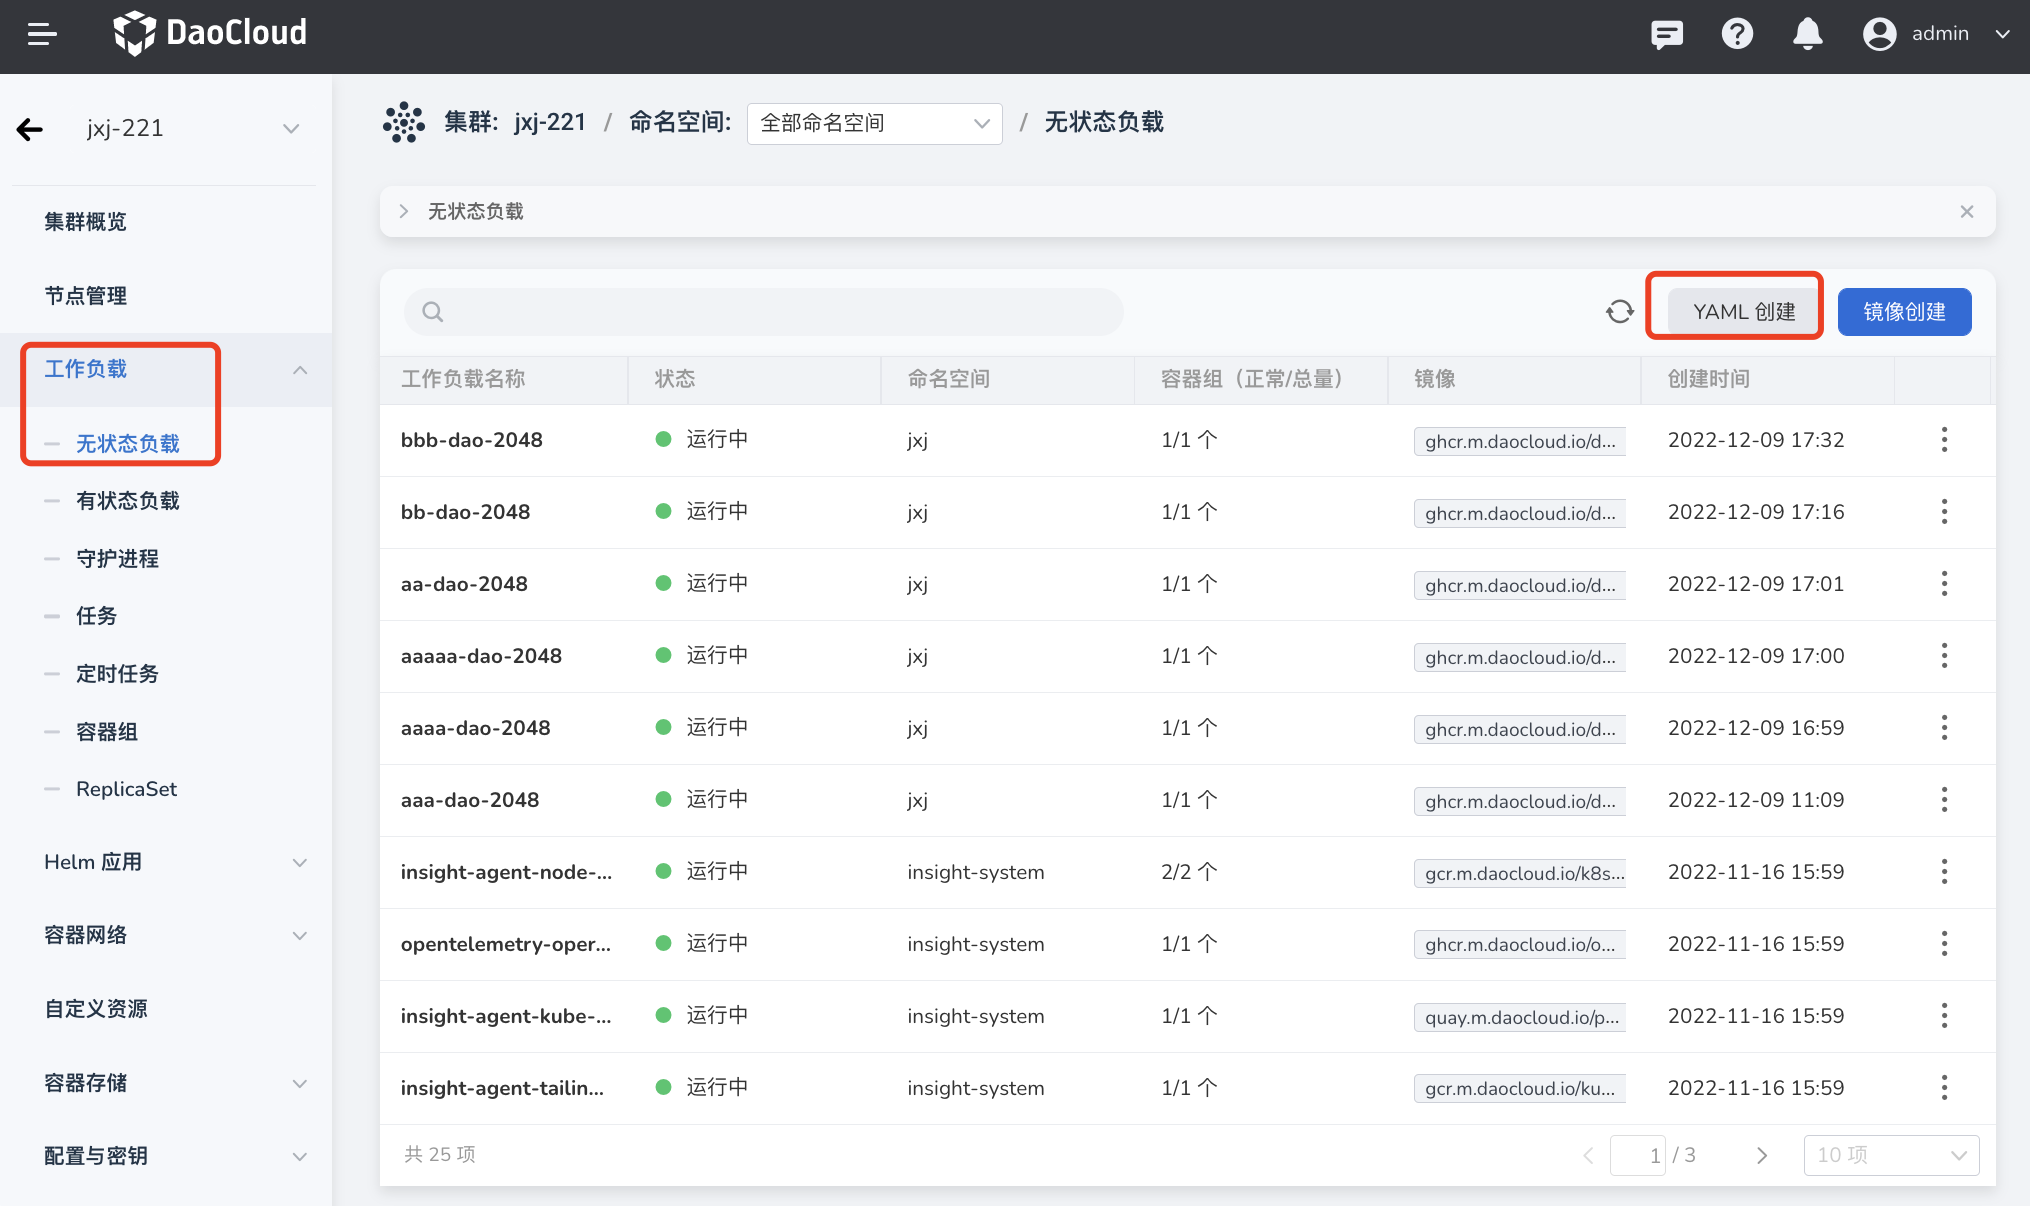 DaoCloud
admin
jxj-221
集群概览
节点管理
工作负载
无状态负载
有状态负载
守护进程
任务
定时任务
容器组
ReplicaSet
Helm 应用
容器网络
自定义资源
容器存储
配置与密钥
集群: jxj-221 / 命名空间: 全部命名空间 / 无状态负载
无状态负载
YAML 创建 镜像创建
工作负载名称 状态 命名空间 容器组（正常/总量） 镜像 创建时间
bbb-dao-2048 运行中 jxj 1/1 个 ghcr.m.daocloud.io/d... 2022-12-09 17:32
bb-dao-2048 运行中 jxj 1/1 个 ghcr.m.daocloud.io/d... 2022-12-09 17:16
aa-dao-2048 运行中 jxj 1/1 个 ghcr.m.daocloud.io/d... 2022-12-09 17:01
aaaaa-dao-2048 运行中 jxj 1/1 个 ghcr.m.daocloud.io/d... 2022-12-09 17:00
aaaa-dao-2048 运行中 jxj 1/1 个 ghcr.m.daocloud.io/d... 2022-12-09 16:59
aaa-dao-2048 运行中 jxj 1/1 个 ghcr.m.daocloud.io/d... 2022-12-09 11:09
insight-agent-node-... 运行中 insight-system 2/2 个 gcr.m.daocloud.io/k8s... 2022-11-16 15:59
opentelemetry-oper... 运行中 insight-system 1/1 个 ghcr.m.daocloud.io/o... 2022-11-16 15:59
insight-agent-kube-... 运行中 insight-system 1/1 个 quay.m.daocloud.io/p... 2022-11-16 15:59
insight-agent-tailin... 运行中 insight-system 1/1 个 gcr.m.daocloud.io/ku... 2022-11-16 15:59
共 25 项 1 / 3 10 项